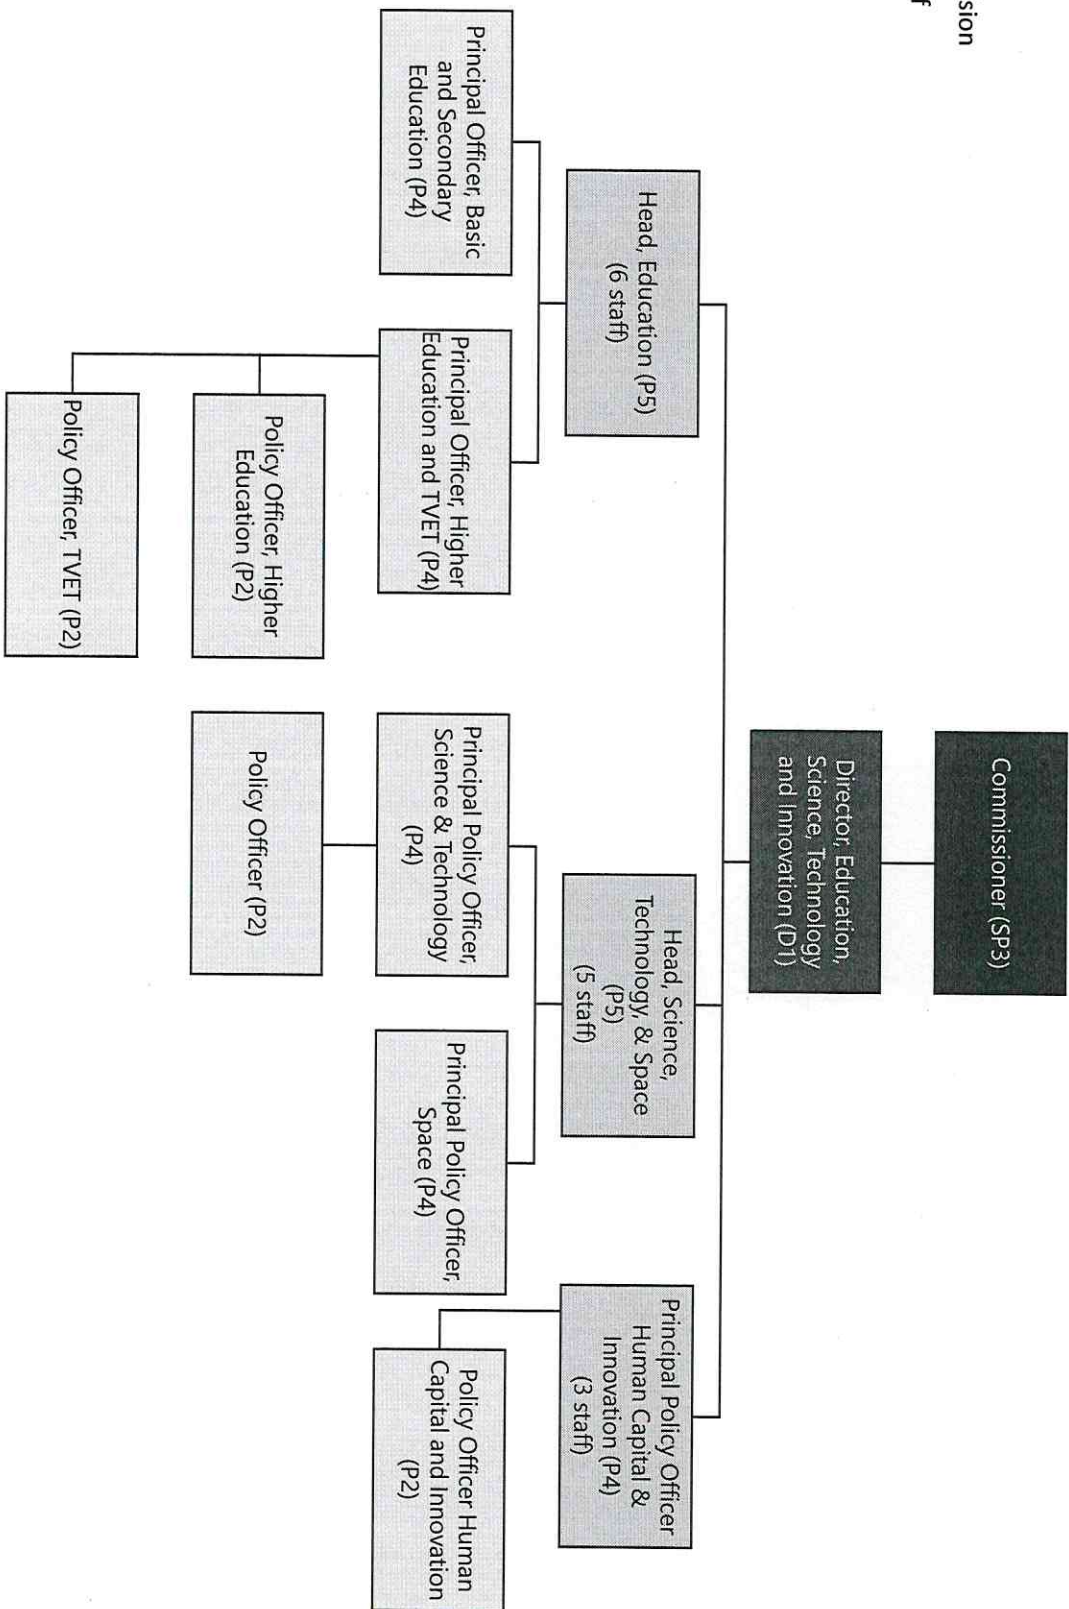 sion
f
Commissioner (SP3)
Director, Education,
Science, Technology
and Innovation (D1)
Head, Education (P5)
(6 staff)
Head, Science,
Technology, & Space
(P5)
(5 staff)
Principal Policy Officer
Human Capital &
Innovation (P4)
(3 staff)
Principal Officer, Basic
and Secondary
Education (P4)
Principal Officer, Higher
Education and TVET (P4)
Principal Policy Officer,
Science & Technology
(P4)
Principal Policy Officer,
Space (P4)
Policy Officer Human
Capital and Innovation
(P2)
Policy Officer, Higher
Education (P2)
Policy Officer (P2)
Policy Officer, TVET (P2)